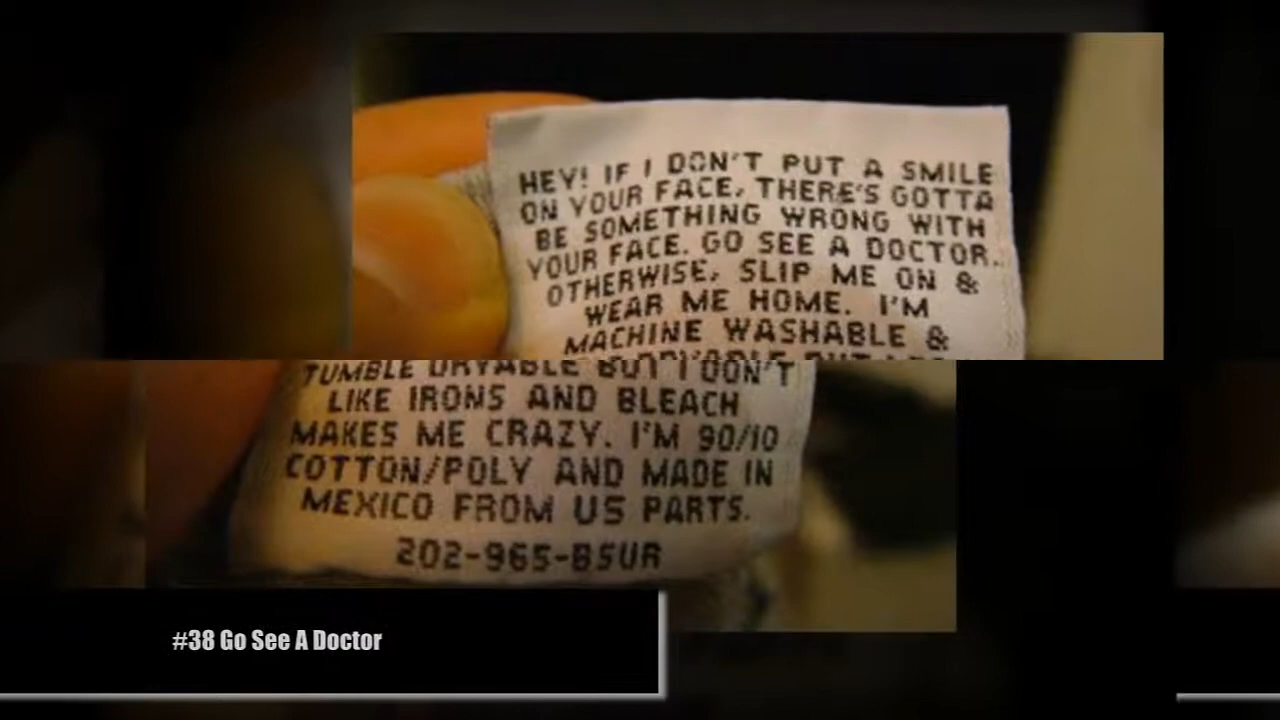 HEY! IF I DON'T PUT A SMILE
ON YOUR FACE, THERE'S GOTTA
BE SOMETHING WRONG WITH
YOUR FACE. GO SEE A DOCTOR.
OTHERWISE, SLIP ME ON &
WEAR ME HOME. I'M
MACHINE WASHABLE &
TUMBLE DRYABLE BUT I DON'T
LIKE IRONS AND BLEACH
MAKES ME CRAZY. I'M 90/10
COTTON/POLY AND MADE IN
MEXICO FROM US PARTS.
202-965-BSUR
#38 Go See A Doctor